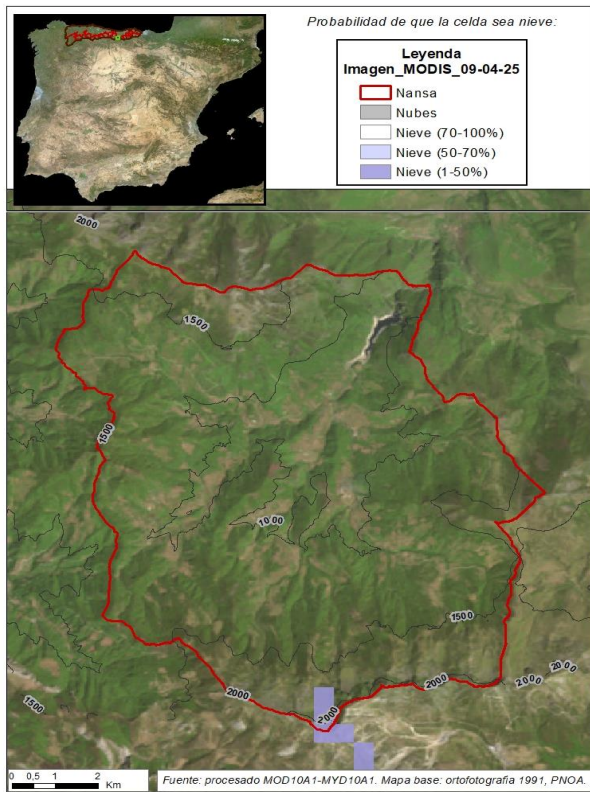 Probabilidad de que la celda sea nieve:
Leyenda
Imagen_MODIS_09-04-25
Nansa
Nubes
Nieve (70-100%)
Nieve (50-70%)
Nieve (1-50%)
2000
1500
1500
1000
1500
2000
2000
2000
2000
2000
1500
0 0,5 1 2
Km
Fuente: procesado MOD10A1-MYD10A1. Mapa base: ortofotografia 1991, PNOA.